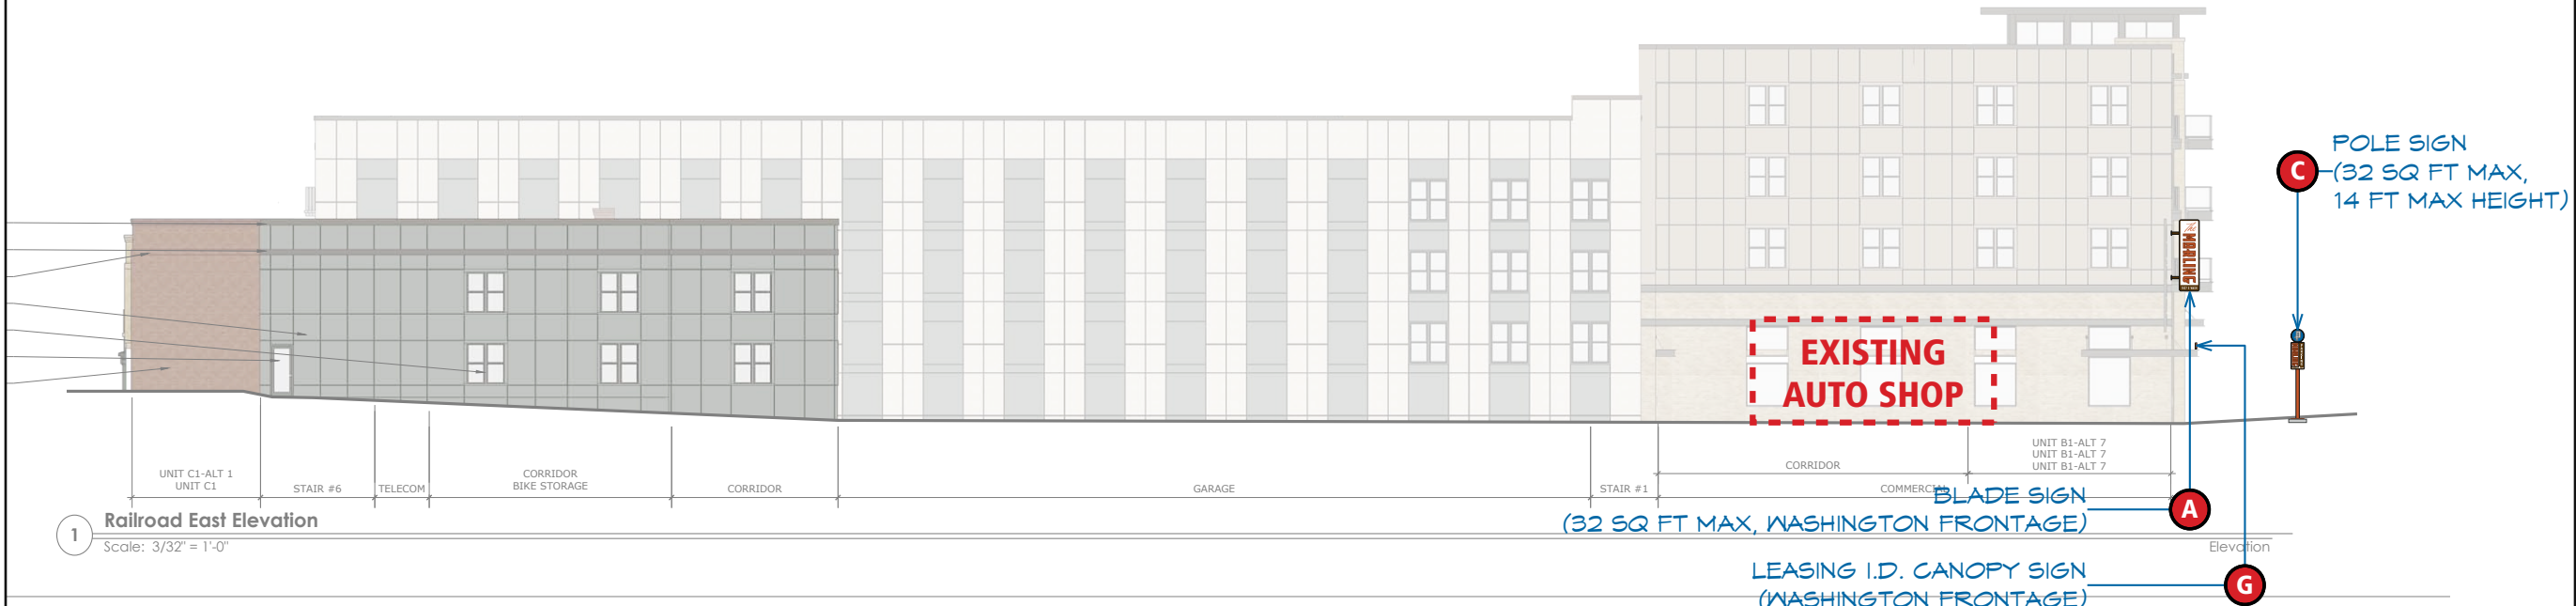 POLE SIGN
(32 SQ FT MAX,
14 FT MAX HEIGHT)
C
The
MARLING
EXISTING
AUTO SHOP
UNIT C1-ALT 1
UNIT C1
STAIR #6
TELECOM
CORRIDOR
BIKE STORAGE
CORRIDOR
GARAGE
STAIR #1
CORRIDOR
COMMERCIAL
UNIT B1-ALT 7
UNIT B1-ALT 7
UNIT B1-ALT 7
BLADE SIGN
(32 SQ FT MAX, WASHINGTON FRONTAGE)
A
1
Railroad East Elevation
Scale: 3/32" = 1'-0"
Elevation
LEASING I.D. CANOPY SIGN
(WASHINGTON FRONTAGE)
G